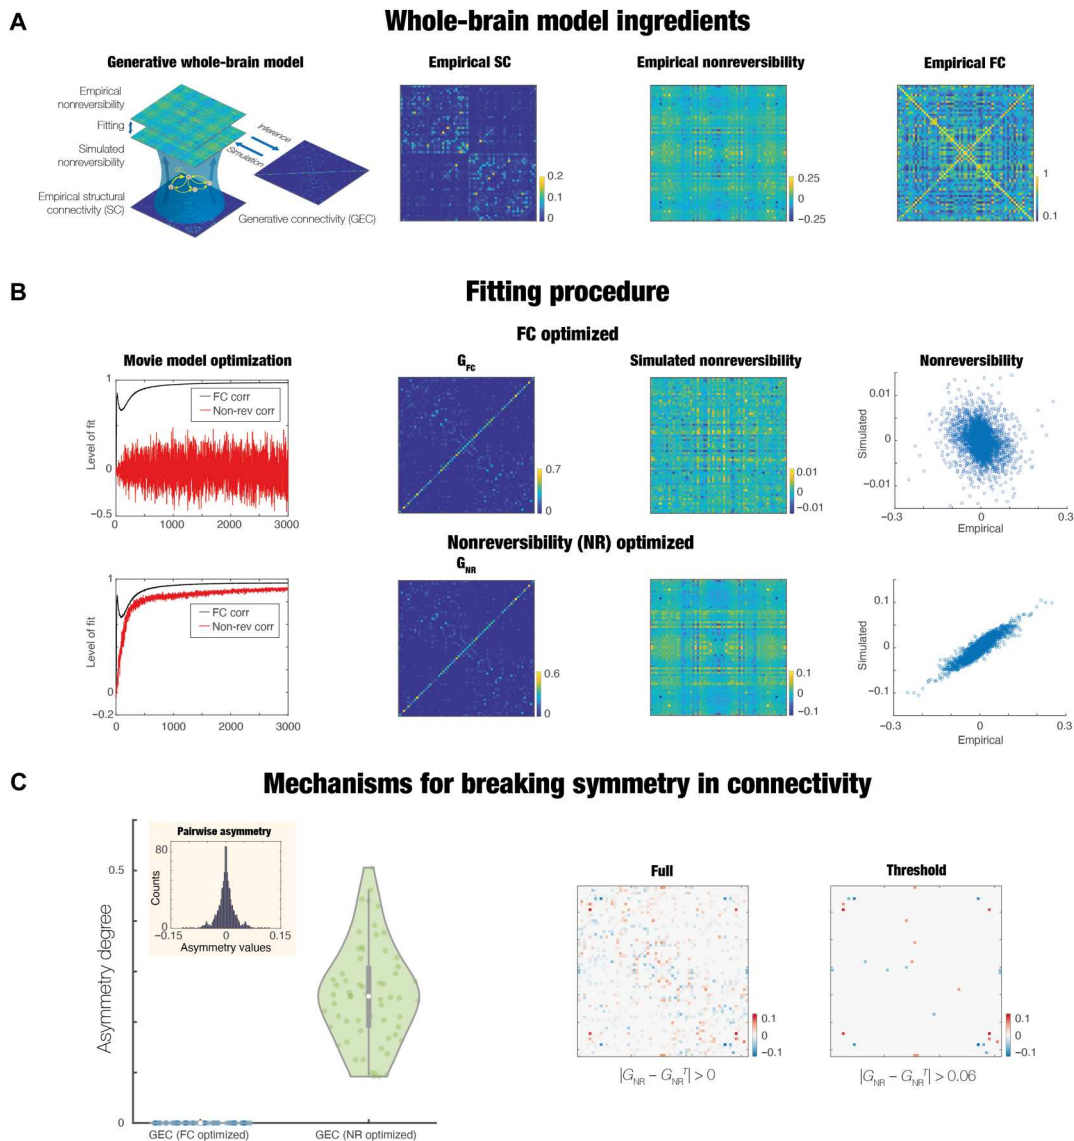 A
Whole-brain model ingredients
Generative whole-brain model
Empirical
nonreversibility
Fitting
Simulated
nonreversibility
Empirical structural
connectivity (SC)
Inference
Simulation
Generative connectivity (GEC)
Empirical SC
0.2
0.1
0
Empirical nonreversibility
0.25
0
−0.25
Empirical FC
1
0.1
B
Fitting procedure
FC optimized
Movie model optimization
Level of fit
1
0
−0.5
FC corr
Non-rev corr
0
1000
2000
3000
G_FC
0.7
0
Simulated nonreversibility
0.01
0
−0.01
Nonreversibility
Simulated
0.01
0
−0.01
−0.3
0
0.3
Empirical
Nonreversibility (NR) optimized
Level of fit
1
0
−0.2
FC corr
Non-rev corr
0
1000
2000
3000
G_NR
0.6
0
0.1
0
−0.1
Simulated
0.1
0
−0.1
−0.3
0
0.3
Empirical
C
Mechanisms for breaking symmetry in connectivity
Asymmetry degree
0.5
0
Pairwise asymmetry
Counts
80
0
−0.15
0
0.15
Asymmetry values
GEC (FC optimized)
GEC (NR optimized)
Full
0.1
0
−0.1
|G_NR − G_NR^T| > 0
Threshold
0.1
0
−0.1
|G_NR − G_NR^T| > 0.06